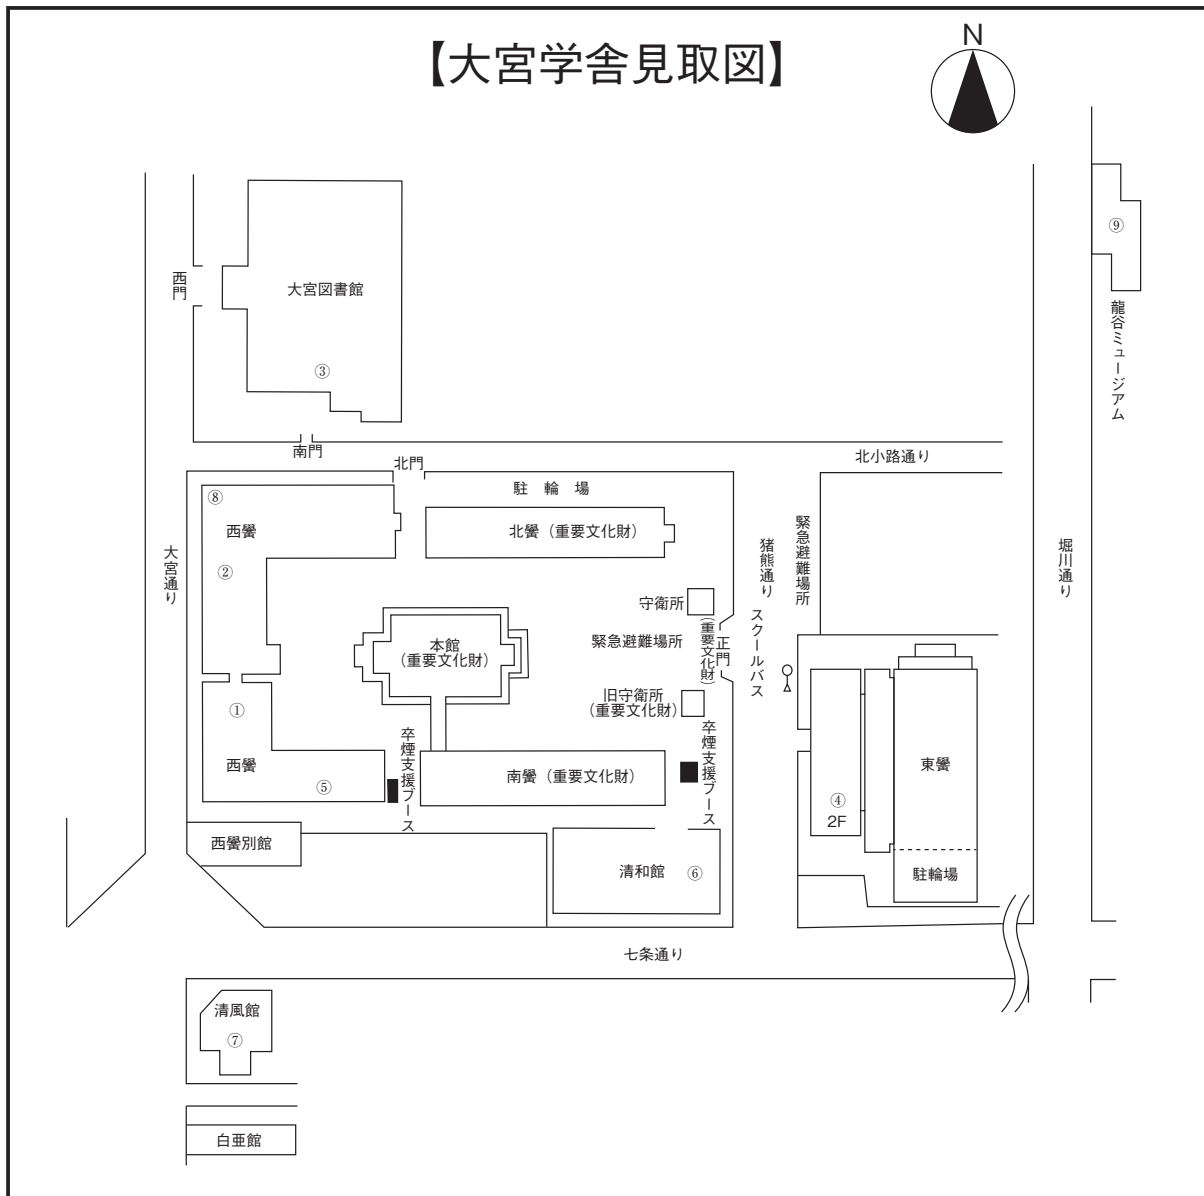 【大宮学舎見取図】
N
⑨
龍谷ミュージアム
西門
大宮図書館
③
南門
北小路通り
北門
駐輪場
⑧
西黌
②
大宮通り
北黌（重要文化財）
猪熊通り
緊急避難場所
堀川通り
守衛所
本館
（重要文化財）
緊急避難場所
正門
（重要文化財）
スクールバス
旧守衛所
（重要文化財）
①
西黌
⑤
卒煙支援ブース
南黌（重要文化財）
卒煙支援ブース
東黌
④
2F
駐輪場
西黌別館
清和館
⑥
七条通り
清風館
⑦
白亜館